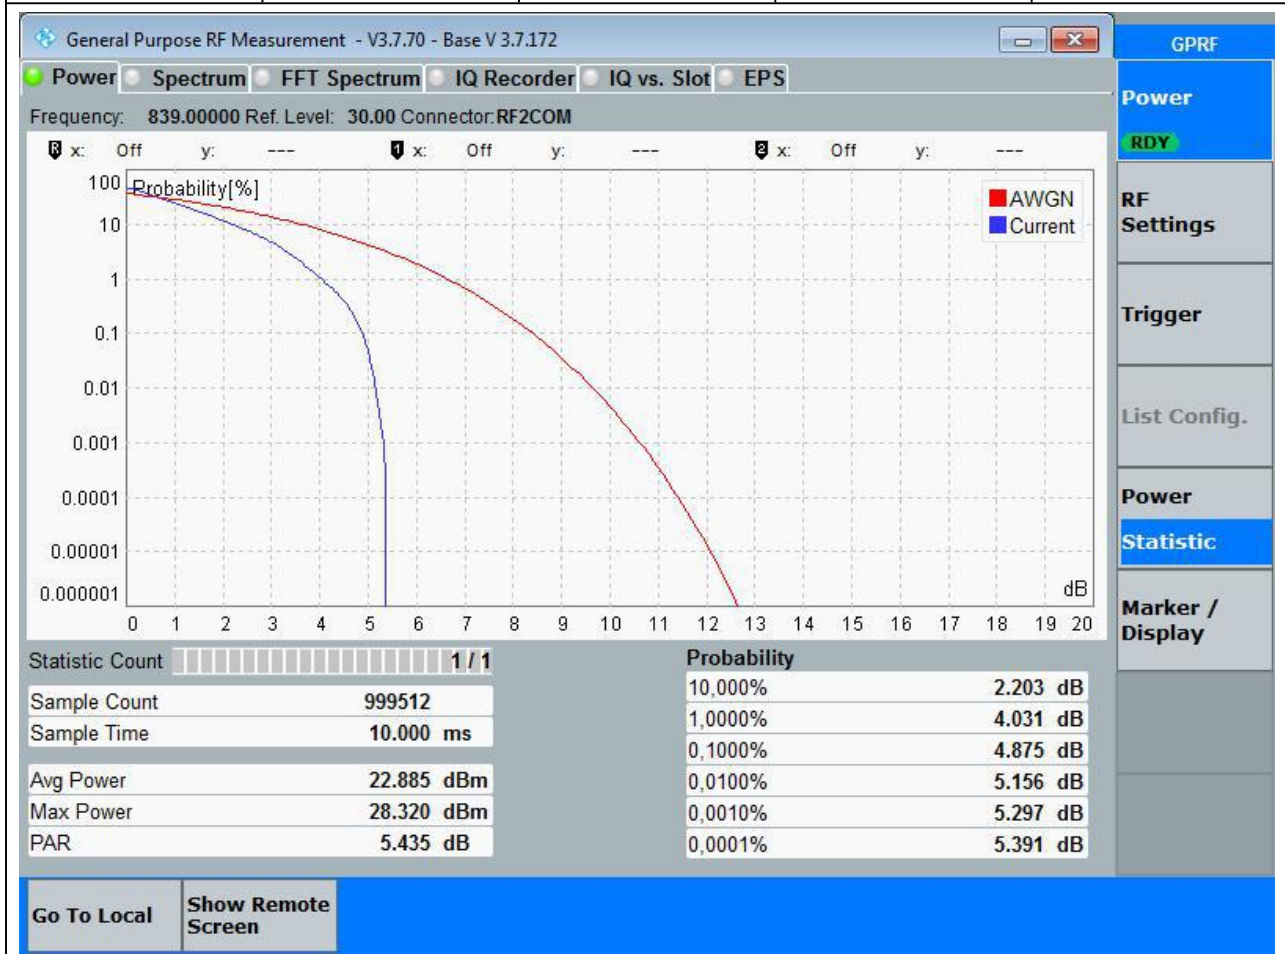 General Purpose RF Measurement - V3.7.70 - Base V 3.7.172
GPRF
Power Spectrum FFT Spectrum IQ Recorder IQ vs. Slot EPS
Frequency: 839.00000 Ref. Level: 30.00 Connector:RF2COM
Power
RDY
R x: Off y: --- 1 x: Off y: --- 2 x: Off y: ---
Probability[%]
AWGN
Current
100
10
1
0.1
0.01
0.001
0.0001
0.00001
0.000001
dB
0 1 2 3 4 5 6 7 8 9 10 11 12 13 14 15 16 17 18 19 20
RF
Settings
Trigger
List Config.
Power
Statistic
Marker /
Display
Statistic Count 1 / 1
Sample Count 999512
Sample Time 10.000 ms
Avg Power 22.885 dBm
Max Power 28.320 dBm
PAR 5.435 dB
Probability
10,000% 2.203 dB
1,0000% 4.031 dB
0,1000% 4.875 dB
0,0100% 5.156 dB
0,0010% 5.297 dB
0,0001% 5.391 dB
Go To Local
Show Remote
Screen